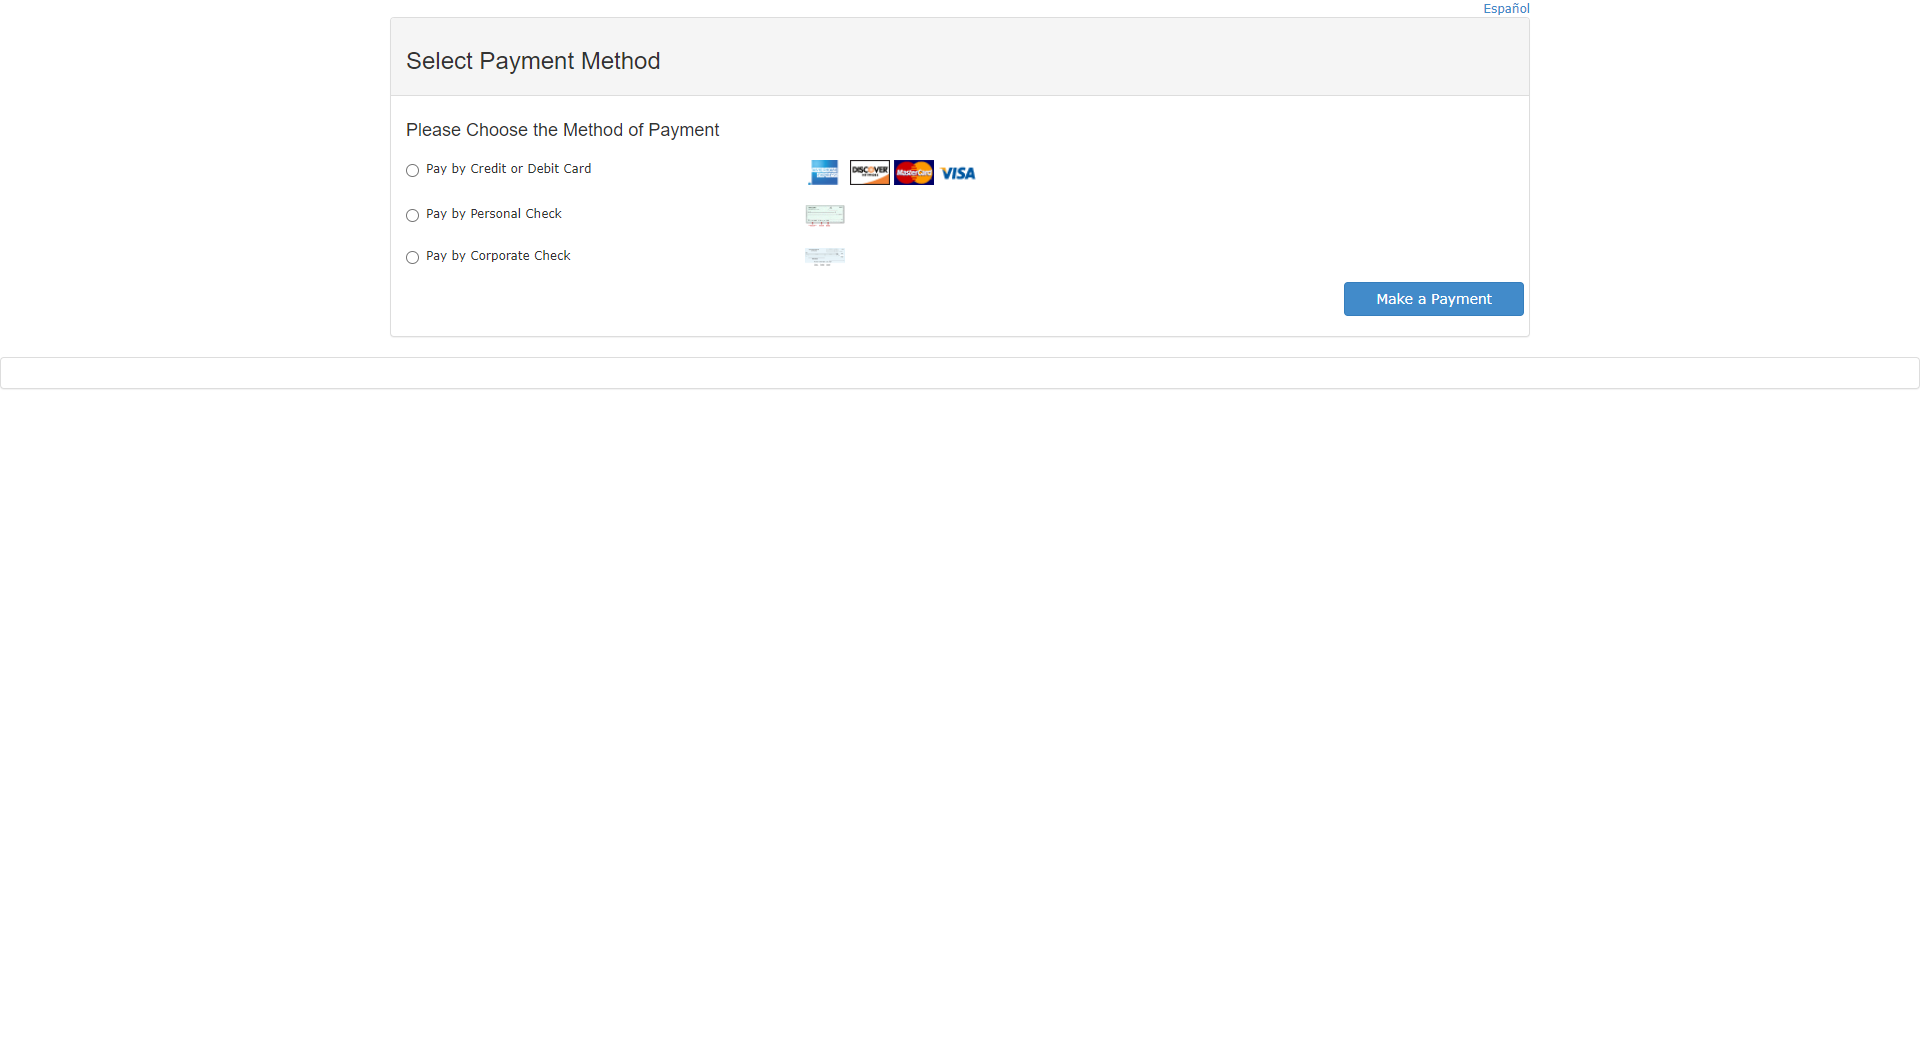 Español
Select Payment Method
Please Choose the Method of Payment
Pay by Credit or Debit Card
DISCOVER MasterCard VISA
Pay by Personal Check
Pay by Corporate Check
Make a Payment